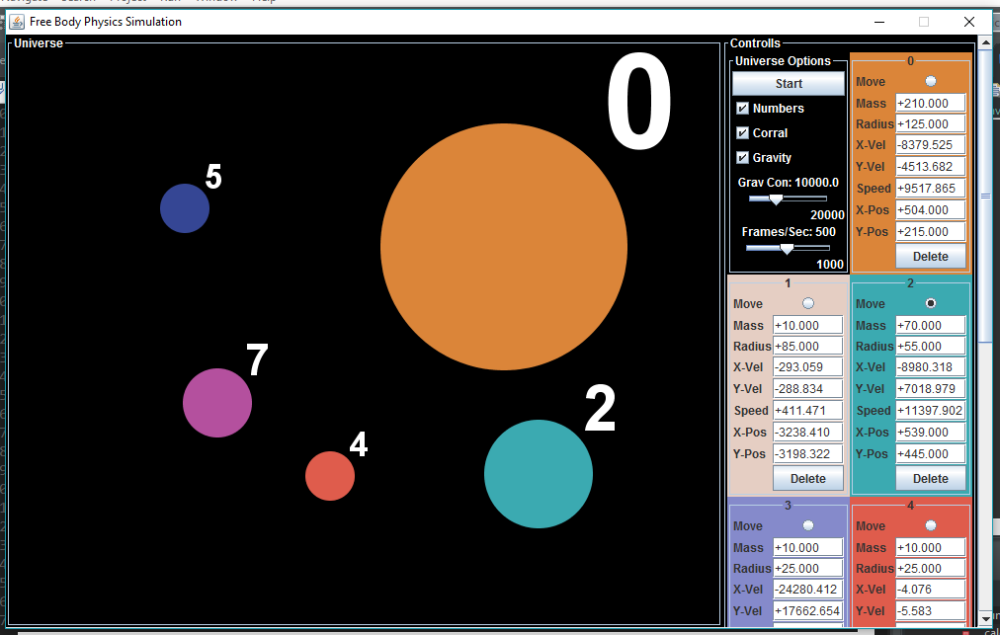 Navigate Search Project Run Window Help
Free Body Physics Simulation
Universe
0
5
7
2
4
Controlls
Universe Options
Start
Numbers
Corral
Gravity
Grav Con: 10000.0
20000
Frames/Sec: 500
1000
0
Move
Mass +210.000
Radius +125.000
X-Vel -8379.525
Y-Vel -4513.682
Speed +9517.865
X-Pos +504.000
Y-Pos +215.000
Delete
1
Move
Mass +10.000
Radius +85.000
X-Vel -293.059
Y-Vel -288.834
Speed +411.471
X-Pos -3238.410
Y-Pos -3198.322
Delete
2
Move
Mass +70.000
Radius +55.000
X-Vel -8980.318
Y-Vel +7018.979
Speed +11397.902
X-Pos +539.000
Y-Pos +445.000
Delete
3
Move
Mass +10.000
Radius +25.000
X-Vel -24280.412
Y-Vel +17662.654
4
Move
Mass +10.000
Radius +25.000
X-Vel -4.076
Y-Vel -5.583